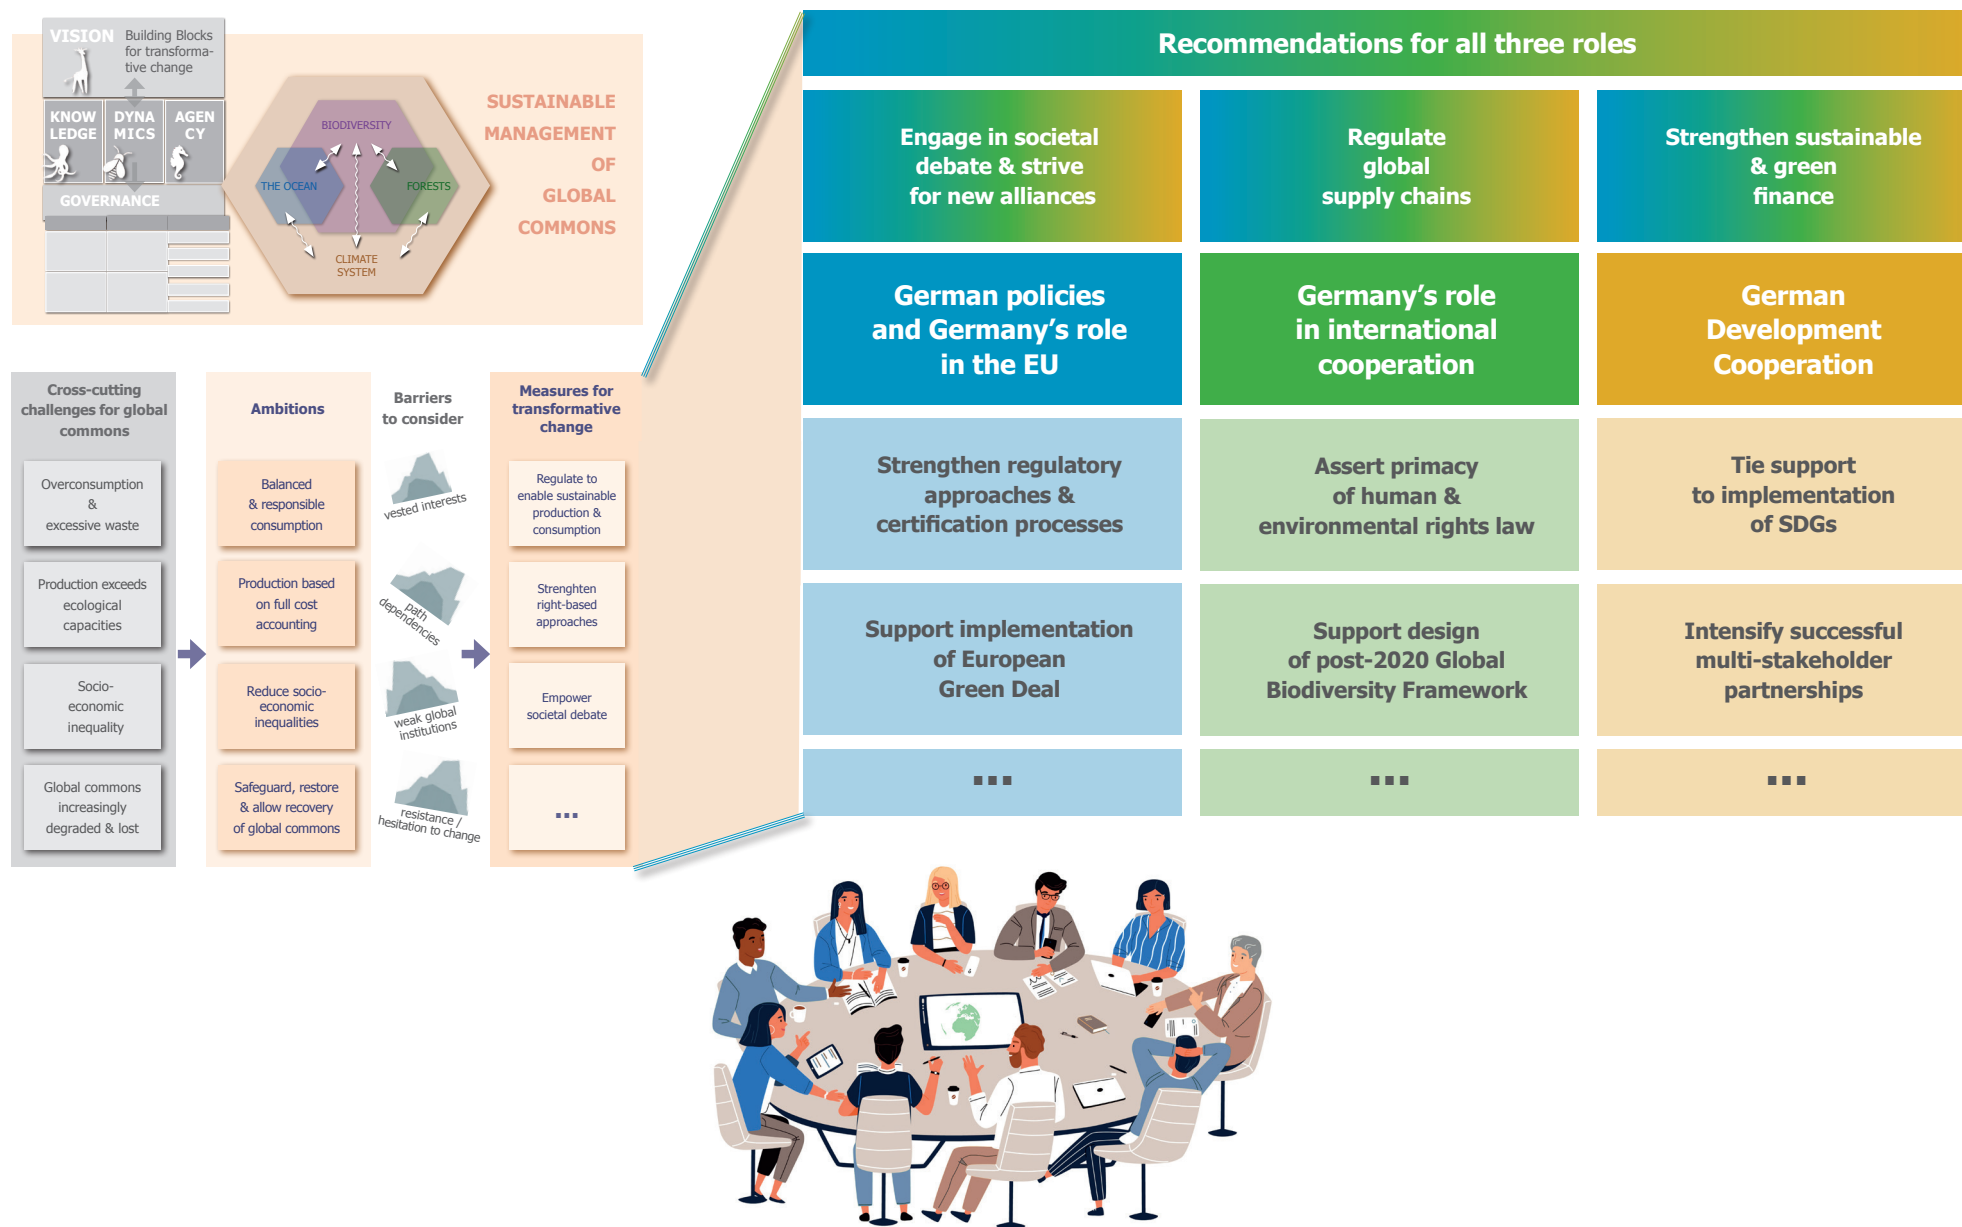 VISION
Building Blocks
for transforma-
tive change
KNOW
LEDGE
DYNA
MICS
AGEN
CY
GOVERNANCE
BIODIVERSITY
THE OCEAN
FORESTS
CLIMATE
SYSTEM
SUSTAINABLE
MANAGEMENT
OF
GLOBAL
COMMONS
Cross-cutting
challenges for global
commons
Overconsumption
&
excessive waste
Production exceeds
ecological
capacities
Socio-
economic
inequality
Global commons
increasingly
degraded & lost
Ambitions
Balanced
& responsible
consumption
Production based
on full cost
accounting
Reduce socio-
economic
inequalities
Safeguard, restore
& allow recovery
of global commons
Barriers
to consider
vested interests
path
dependencies
weak global
institutions
resistance /
hesitation to change
Measures for
transformative
change
Regulate to
enable sustainable
production &
consumption
Strenghten
right-based
approaches
Empower
societal debate
...
Recommendations for all three roles
Engage in societal
debate & strive
for new alliances
Regulate
global
supply chains
Strengthen sustainable
& green
finance
German policies
and Germany’s role
in the EU
Germany’s role
in international
cooperation
German
Development
Cooperation
Strengthen regulatory
approaches &
certification processes
Assert primacy
of human &
environmental rights law
Tie support
to implementation
of SDGs
Support implementation
of European
Green Deal
Support design
of post-2020 Global
Biodiversity Framework
Intensify successful
multi-stakeholder
partnerships
...
...
...